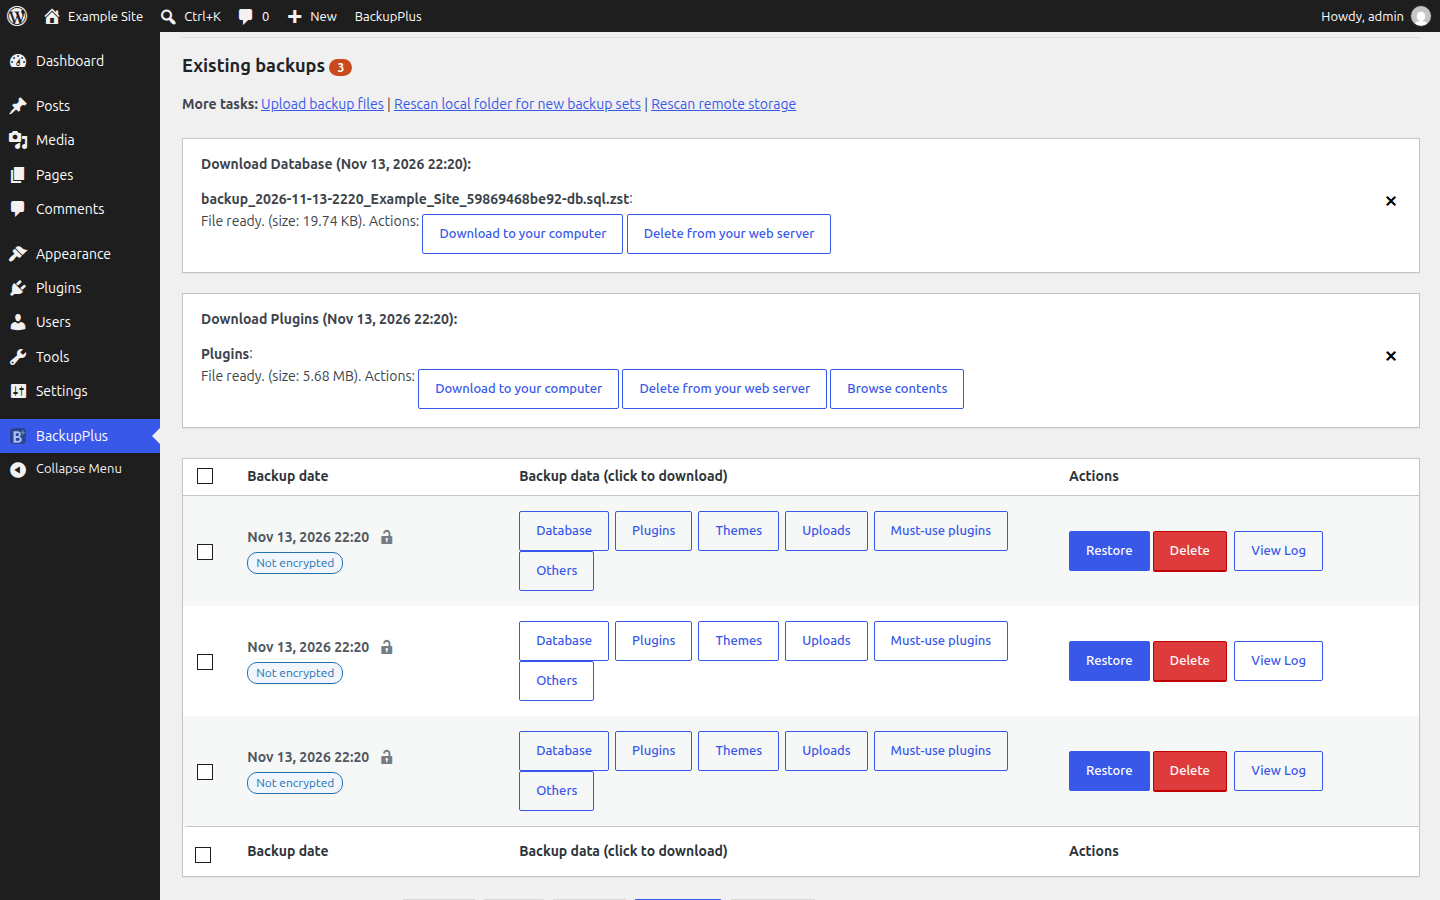 Example Site
Ctrl+K
0
New
BackupPlus
Howdy, admin
Dashboard
Posts
Media
Pages
Comments
Appearance
Plugins
Users
Tools
Settings
BackupPlus
Collapse Menu
Existing backups 3
More tasks: Upload backup files | Rescan local folder for new backup sets | Rescan remote storage
Download Database (Nov 13, 2026 22:20):
backup_2026-11-13-2220_Example_Site_59869468be92-db.sql.zst:
File ready. (size: 19.74 KB). Actions: Download to your computer Delete from your web server
Download Plugins (Nov 13, 2026 22:20):
Plugins:
File ready. (size: 5.68 MB). Actions: Download to your computer Delete from your web server Browse contents
Backup date Backup data (click to download) Actions
Nov 13, 2026 22:20
Not encrypted
Database Plugins Themes Uploads Must-use plugins
Others
Restore Delete View Log
Nov 13, 2026 22:20
Not encrypted
Database Plugins Themes Uploads Must-use plugins
Others
Restore Delete View Log
Nov 13, 2026 22:20
Not encrypted
Database Plugins Themes Uploads Must-use plugins
Others
Restore Delete View Log
Backup date Backup data (click to download) Actions